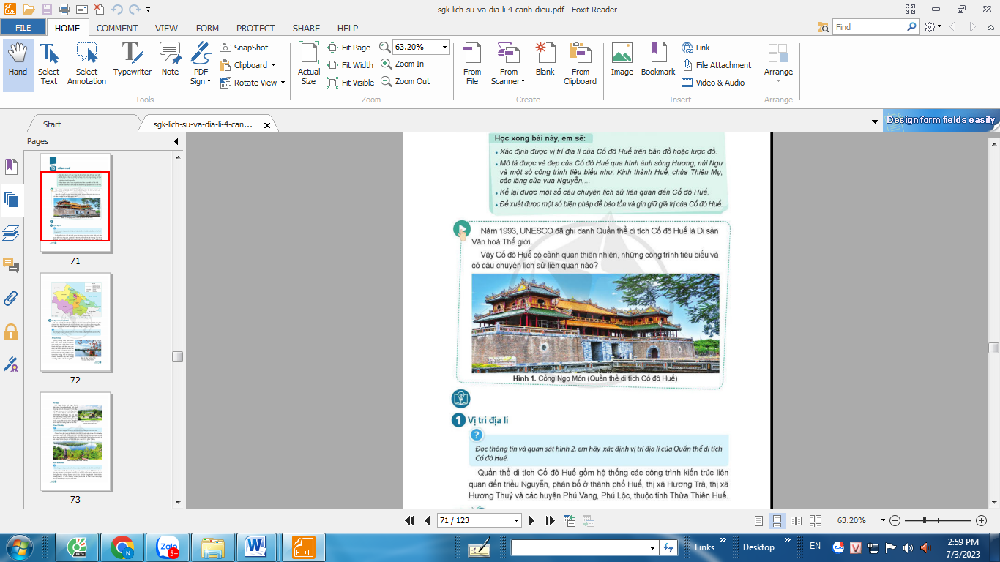 sgk-lich-su-va-dia-li-4-canh-dieu.pdf - Foxit Reader
FILE HOME COMMENT VIEW FORM PROTECT SHARE HELP
Find
Hand
Select Text
Select Annotation
Typewriter
Note
PDF Sign
SnapShot
Clipboard
Rotate View
Tools
Actual Size
Fit Page
Fit Width
Fit Visible
63.20%
Zoom In
Zoom Out
Zoom
From File
From Scanner
Blank
From Clipboard
Create
Image
Bookmark
Link
File Attachment
Video & Audio
Insert
Arrange
Arrange
Start
sgk-lich-su-va-dia-li-4-can...
Design form fields easily
Pages
71
72
73
Học xong bài này, em sẽ:
• Xác định được vị trí địa lí của Cố đô Huế trên bản đồ hoặc lược đồ.
• Mô tả được vẻ đẹp của Cố đô Huế qua hình ảnh sông Hương, núi Ngự
và một số công trình tiêu biểu như: Kinh thành Huế, chùa Thiên Mụ,
các lăng của vua Nguyễn,...
• Kể lại được một số câu chuyện lịch sử liên quan đến Cố đô Huế.
• Đề xuất được một số biện pháp để bảo tồn và gìn giữ giá trị của Cố đô Huế.
Năm 1993, UNESCO đã ghi danh Quần thể di tích Cố đô Huế là Di sản
Văn hoá Thế giới.
Vậy Cố đô Huế có cảnh quan thiên nhiên, những công trình tiêu biểu và
có câu chuyện lịch sử liên quan nào?
Hình 1. Cổng Ngọ Môn (Quần thể di tích Cố đô Huế)
1 Vị trí địa lí
?
Đọc thông tin và quan sát hình 2, em hãy xác định vị trí địa lí của Quần thể di tích
Cố đô Huế.
Quần thể di tích Cố đô Huế gồm hệ thống các công trình kiến trúc liên
quan đến triều Nguyễn, phân bố ở thành phố Huế, thị xã Hương Trà, thị xã
Hương Thuỷ và các huyện Phú Vang, Phú Lộc, thuộc tỉnh Thừa Thiên Huế.
71 / 123
63.20%
BETA
N
Zalo
5+
W
PDF
Links
Desktop
EN
2:59 PM
7/3/2023